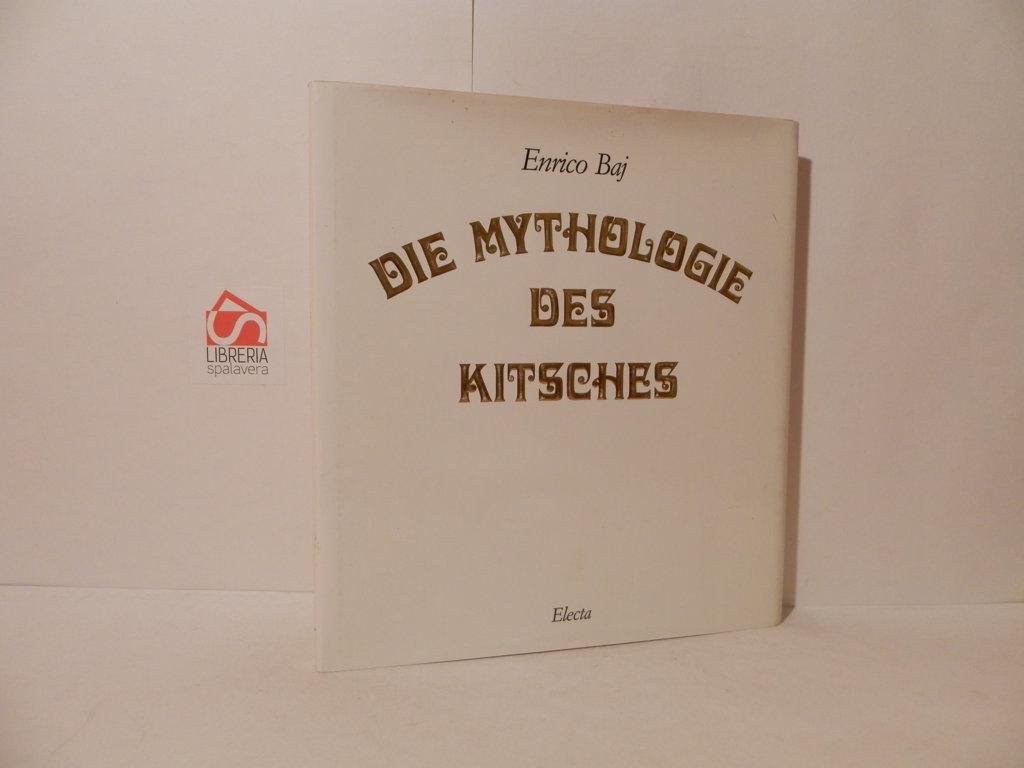 Enrico Baj
DIE MYTHOLOGIE
DES
KITSCHES
Electa
LIBRERIA
spalavera